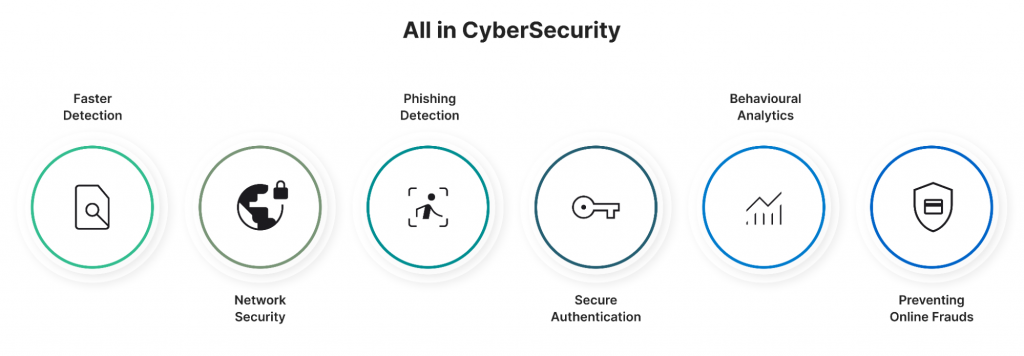 All in CyberSecurity
Faster
Detection
Network
Security
Phishing
Detection
Secure
Authentication
Behavioural
Analytics
Preventing
Online Frauds